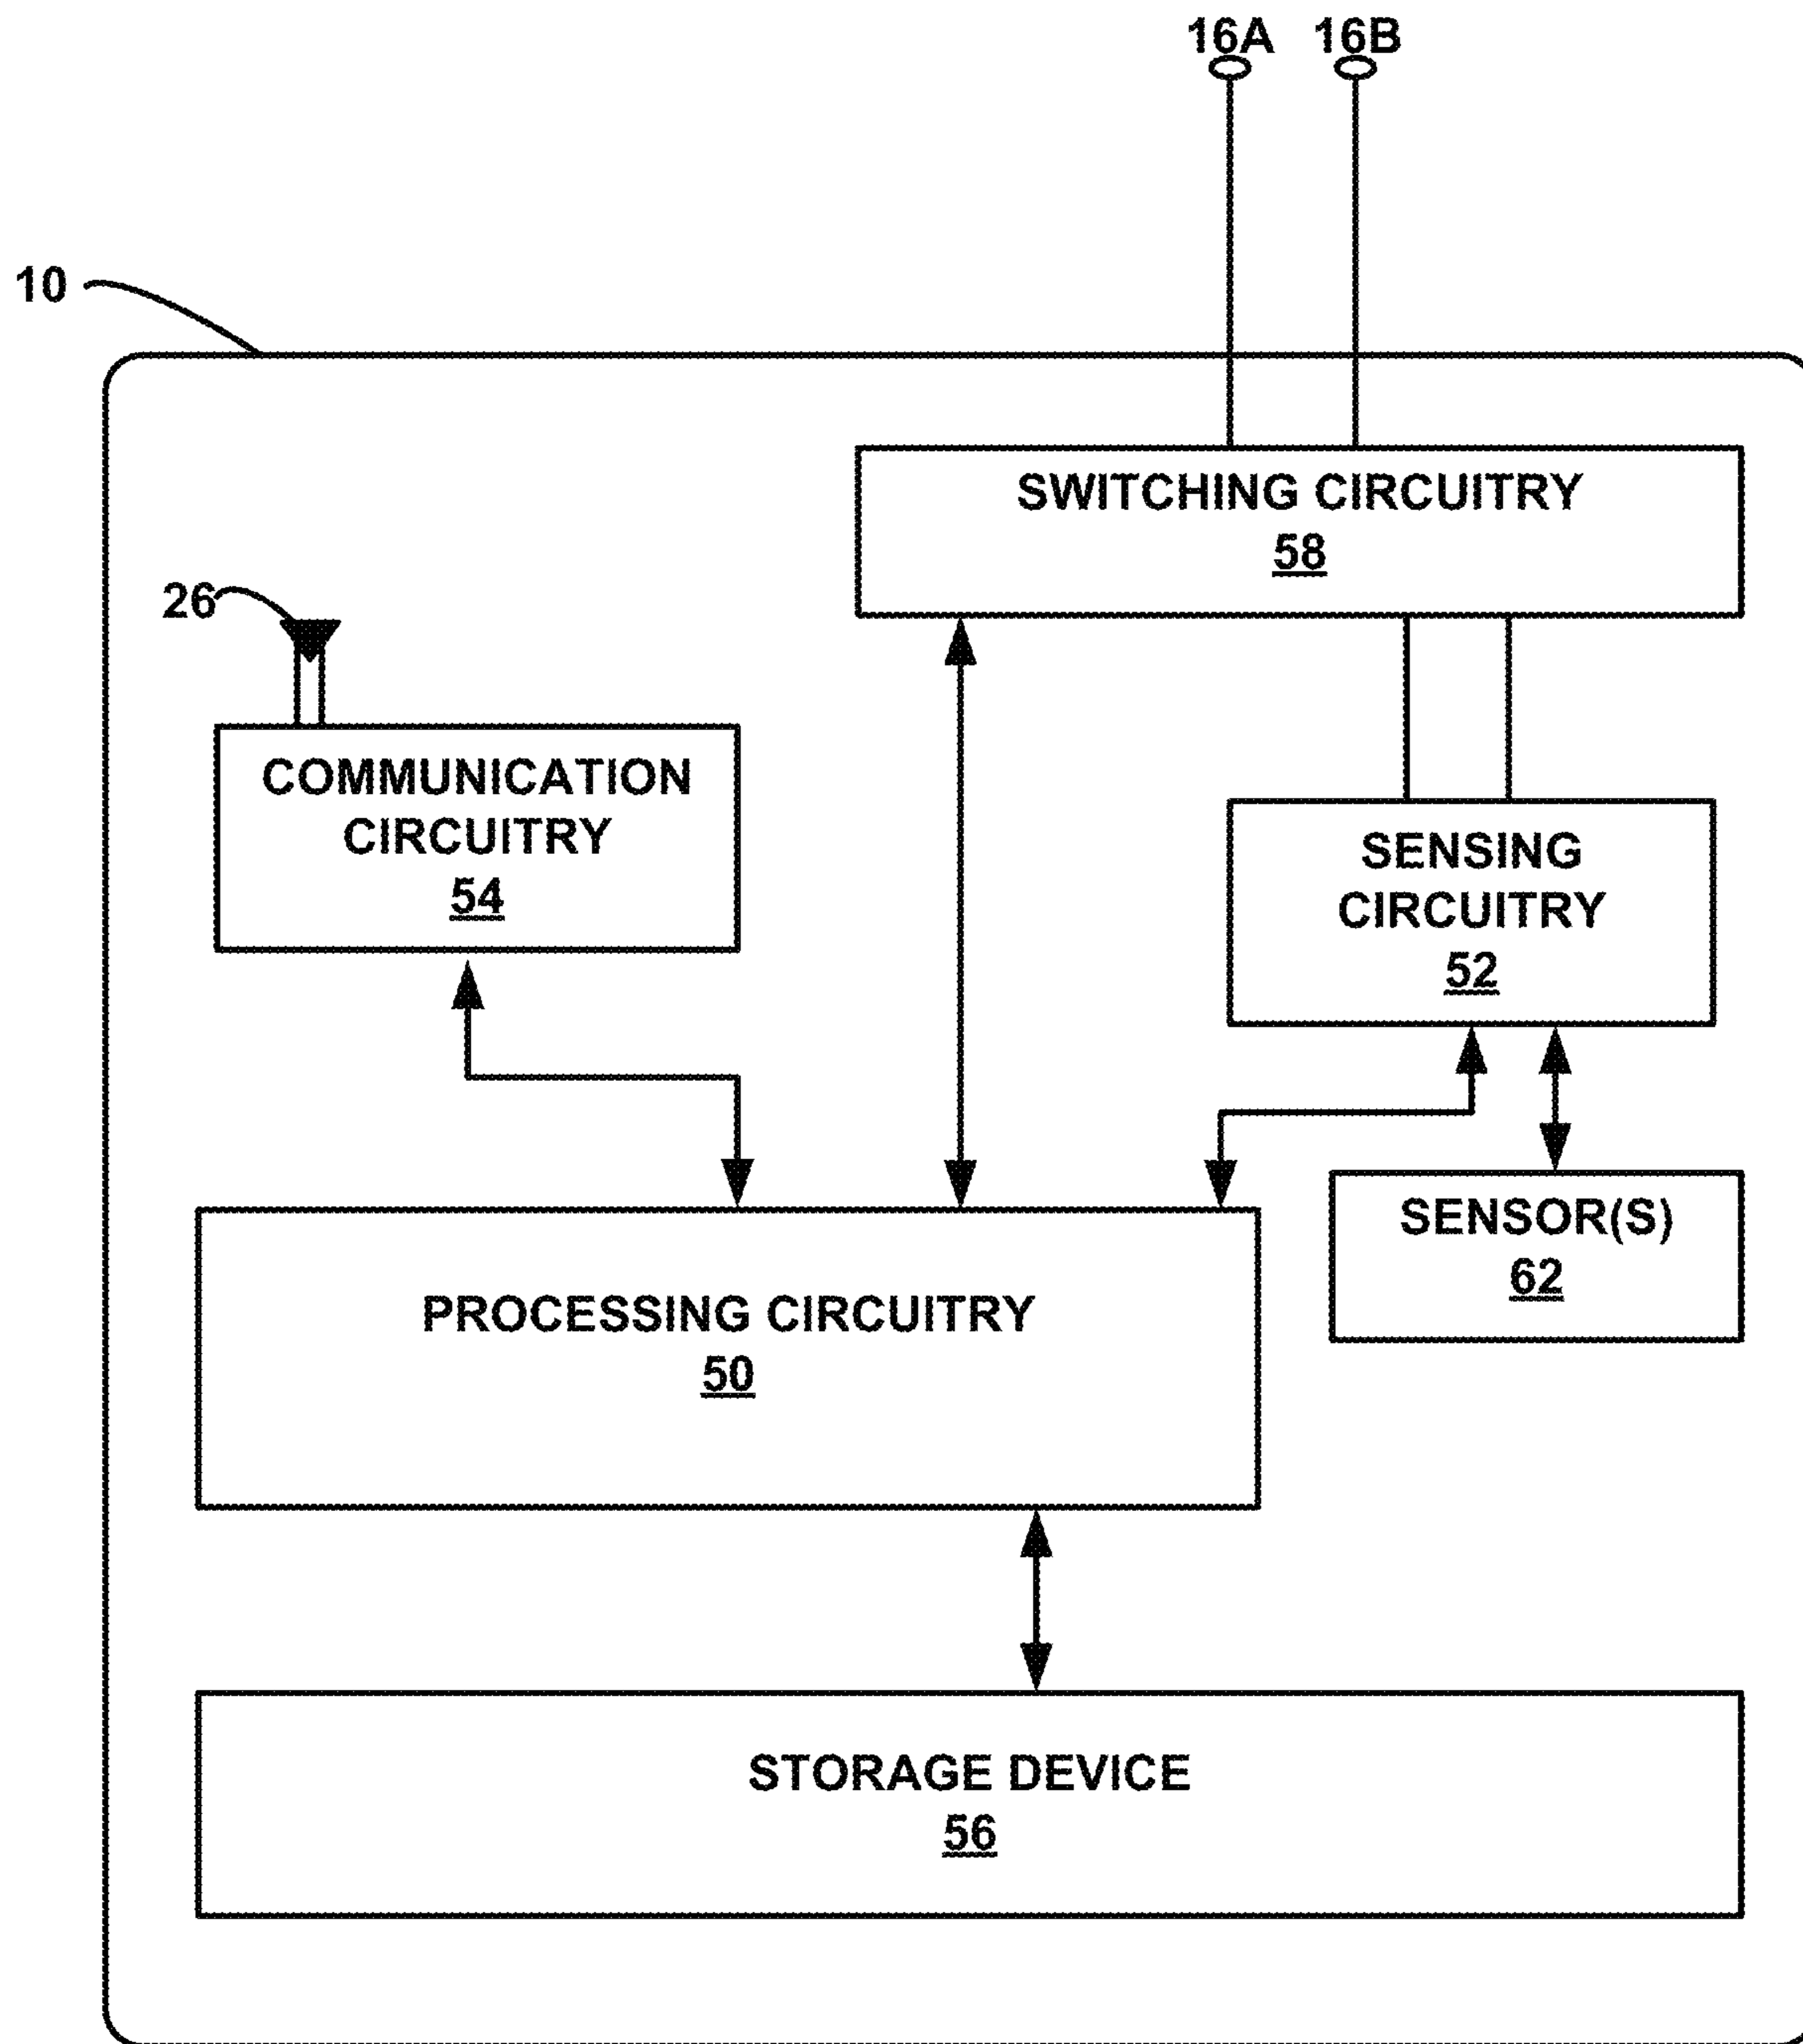 16A 16B
10
SWITCHING CIRCUITRY
58
26
COMMUNICATION
CIRCUITRY
54
SENSING
CIRCUITRY
52
SENSOR(S)
62
PROCESSING CIRCUITRY
50
STORAGE DEVICE
56